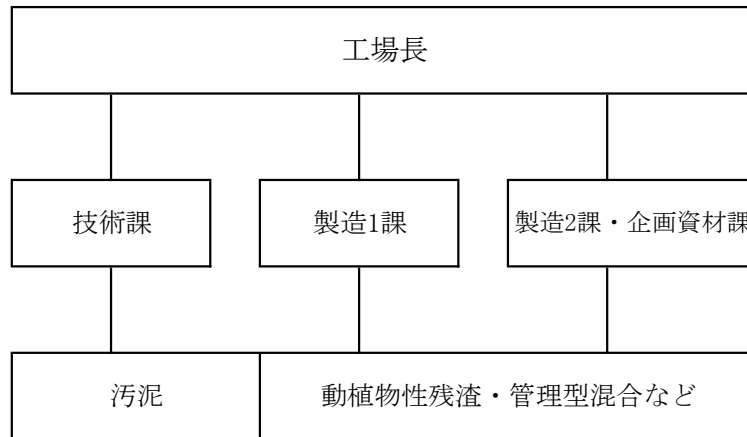 工場長
技術課
製造1課
製造2課・企画資材課
汚泥
動植物性残渣・管理型混合など